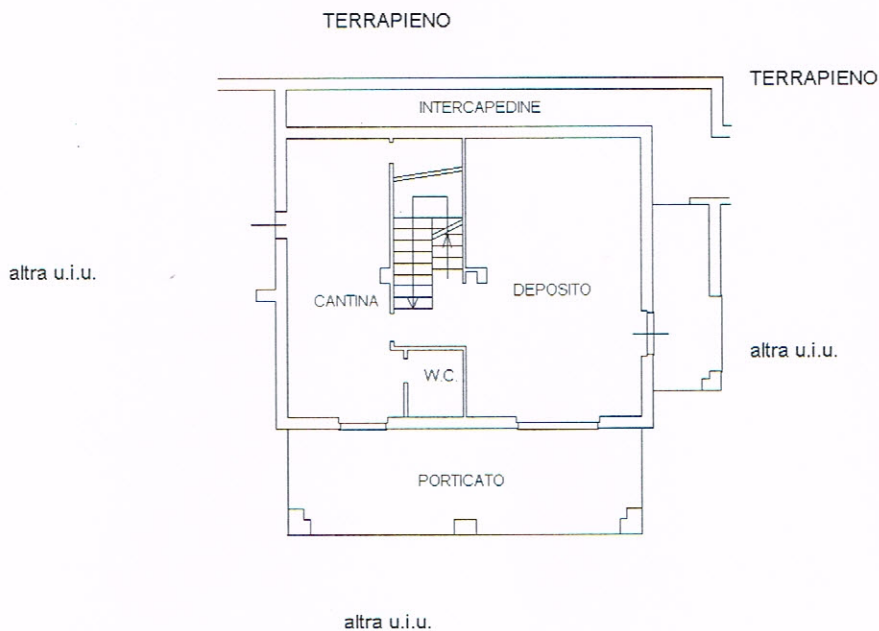 TERRAPIENO
TERRAPIENO
INTERCAPEDINE
altra u.i.u.
CANTINA
DEPOSITO
altra u.i.u.
W.C.
PORTICATO
altra u.i.u.